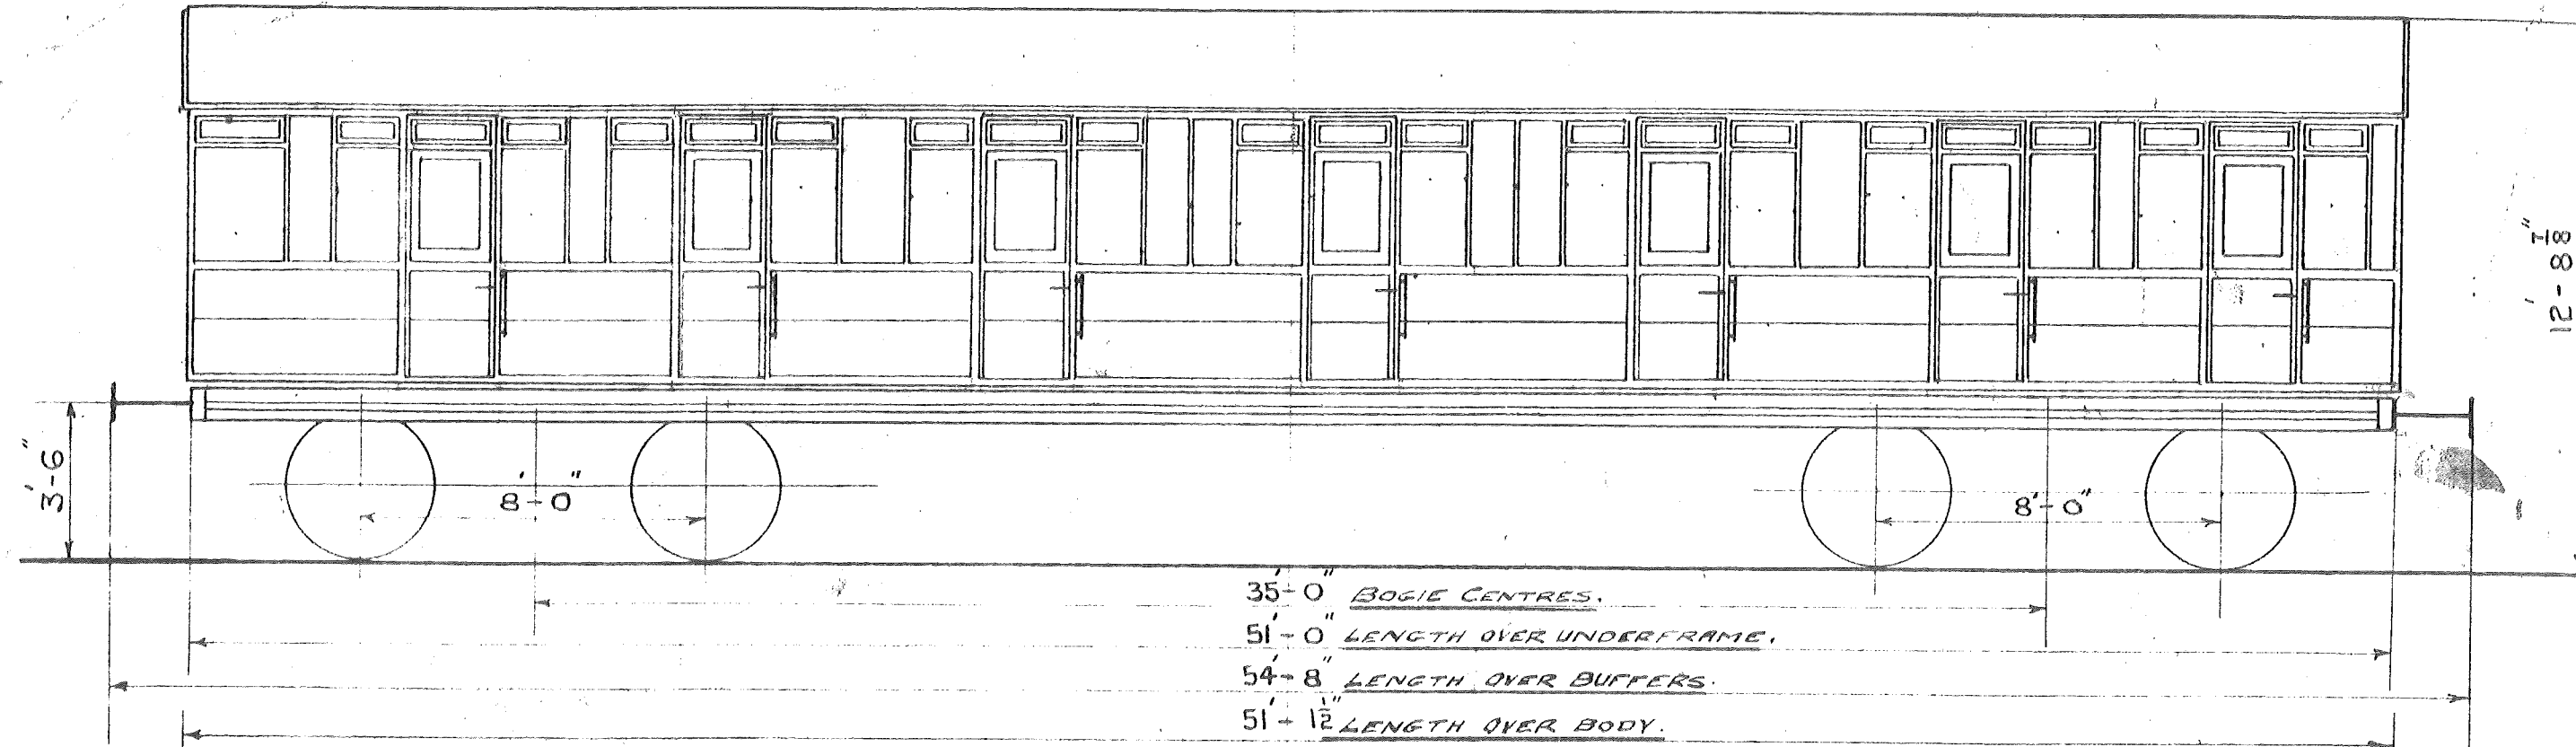 12'-8⅞"
3'-6"
8'-0"
8'-0"
35'-0" BOGIE CENTRES.
51'-0" LENGTH OVER UNDERFRAME.
54'-8" LENGTH OVER BUFFERS.
51'-1½" LENGTH OVER BODY.